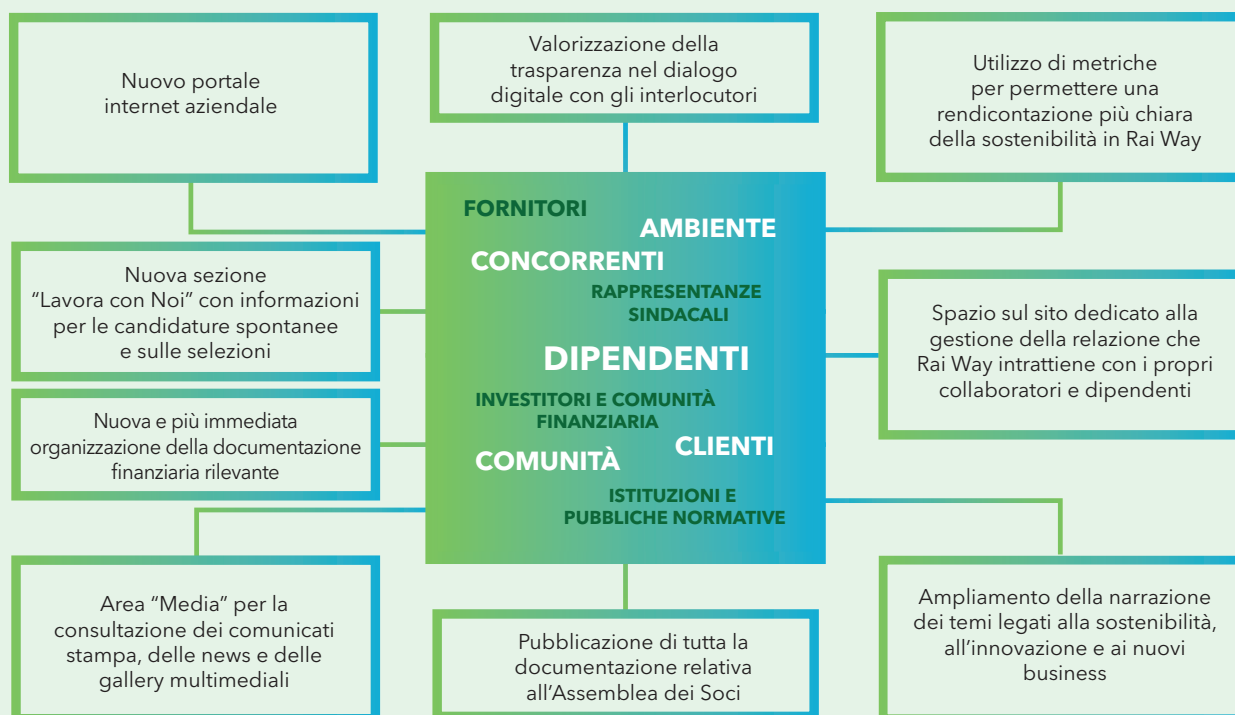 Nuovo portale
internet aziendale
Valorizzazione della
trasparenza nel dialogo
digitale con gli interlocutori
Utilizzo di metriche
per permettere una
rendicontazione più chiara
della sostenibilità in Rai Way
Nuova sezione
“Lavora con Noi” con informazioni
per le candidature spontanee
e sulle selezioni
Nuova e più immediata
organizzazione della documentazione
finanziaria rilevante
FORNITORI
AMBIENTE
CONCORRENTI
RAPPRESENTANZE
SINDACALI
DIPENDENTI
INVESTITORI E COMUNITÀ
FINANZIARIA
CLIENTI
COMUNITÀ
ISTITUZIONI E
PUBBLICHE NORMATIVE
Spazio sul sito dedicato alla
gestione della relazione che
Rai Way intrattiene con i propri
collaboratori e dipendenti
Area “Media” per la
consultazione dei comunicati
stampa, delle news e delle
gallery multimediali
Pubblicazione di tutta la
documentazione relativa
all’Assemblea dei Soci
Ampliamento della narrazione
dei temi legati alla sostenibilità,
all’innovazione e ai nuovi
business